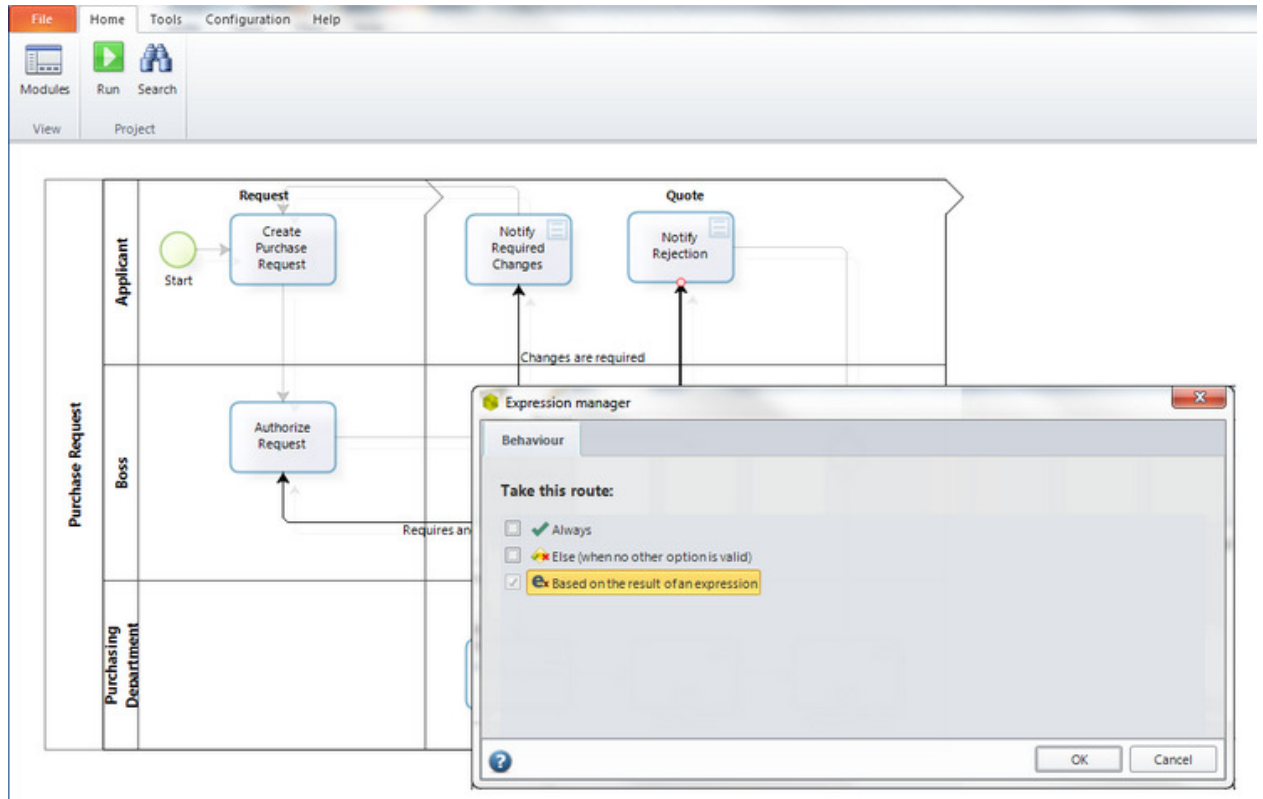 File Home Tools Configuration Help
Modules Run Search
View Project
Request
Quote
Create
Purchase
Request
Notify
Required
Changes
Notify
Rejection
Start
Applicant
Changes are required
Purchase Request
Boss
Authorize
Request
Requires an
Purchasing
Department
Expression manager
Behaviour
Take this route:
Always
Else (when no other option is valid)
Based on the result of an expression
OK Cancel